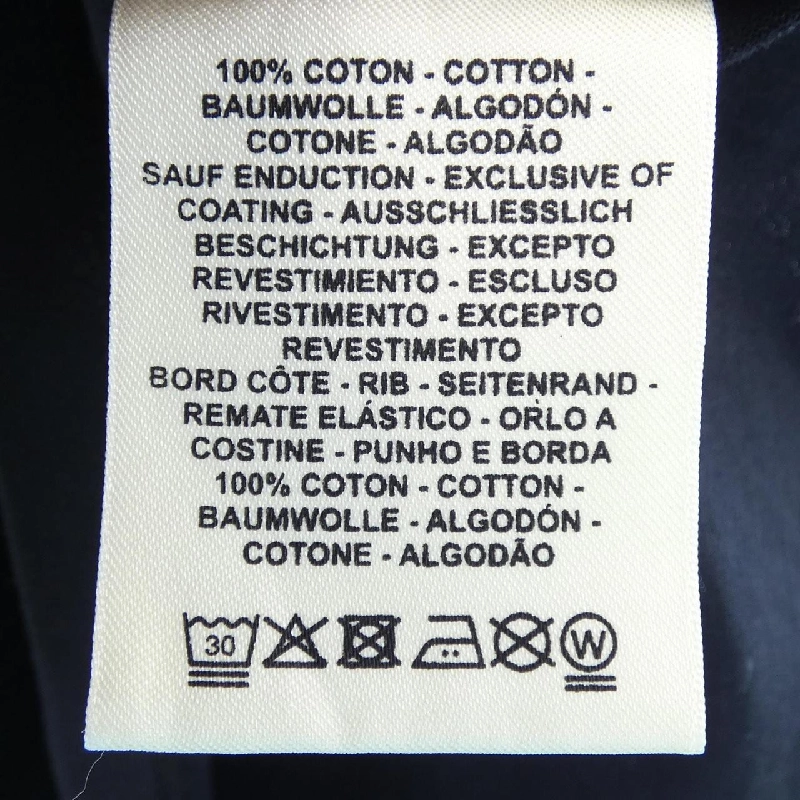 100% COTON - COTTON -
BAUMWOLLE - ALGODÓN -
COTONE - ALGODÃO
SAUF ENDUCTION - EXCLUSIVE OF
COATING - AUSSCHLIESSLICH
BESCHICHTUNG - EXCEPTO
REVESTIMIENTO - ESCLUSO
RIVESTIMENTO - EXCEPTO
REVESTIMENTO
BORD CÔTE - RIB - SEITENRAND -
REMATE ELÁSTICO - ORLO A
COSTINE - PUNHO E BORDA
100% COTON - COTTON -
BAUMWOLLE - ALGODÓN -
COTONE - ALGODÃO
30 W